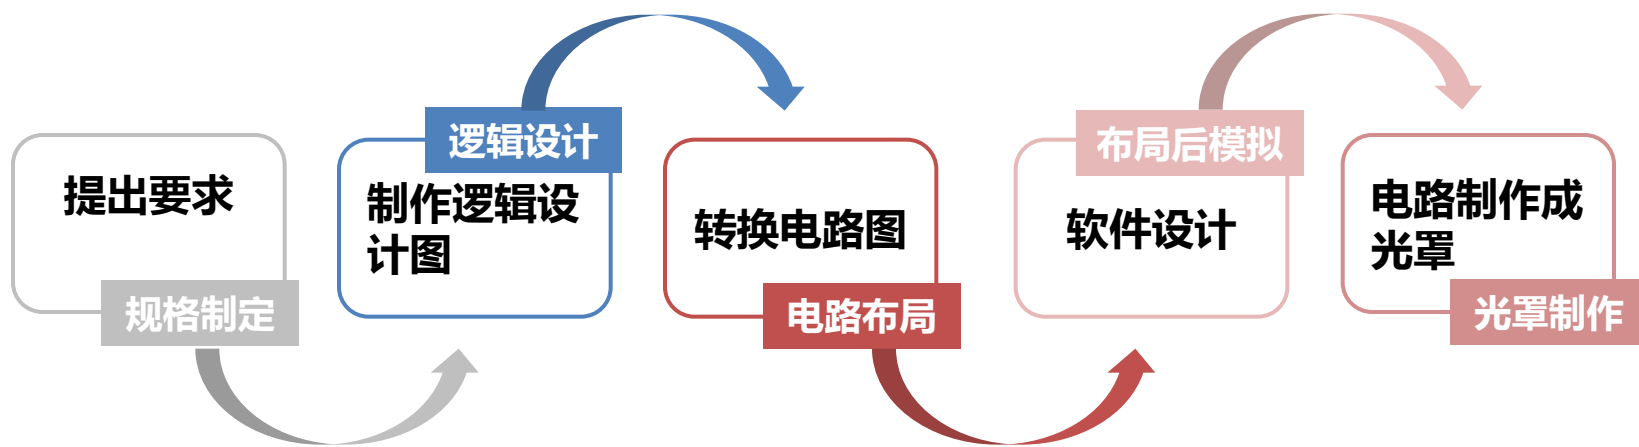 提出要求
规格制定
逻辑设计
制作逻辑设
计图
转换电路图
电路布局
布局后模拟
软件设计
电路制作成
光罩
光罩制作